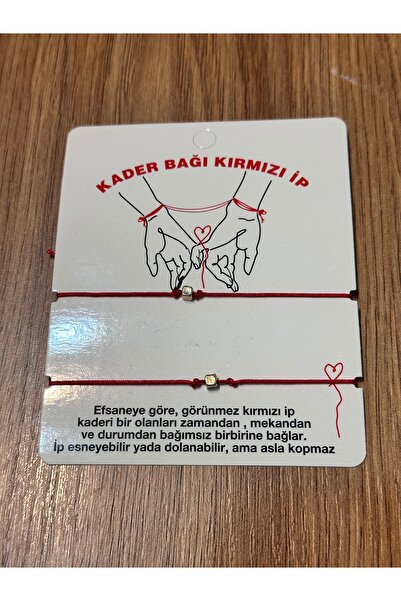 KADER BAĞI KIRMIZI İP
Efsaneye göre, görünmez kırmızı ip
kaderi bir olanları zamandan , mekandan
ve durumdan bağımsız birbirine bağlar.
İp esneyebilir yada dolanabilir, ama asla kopmaz